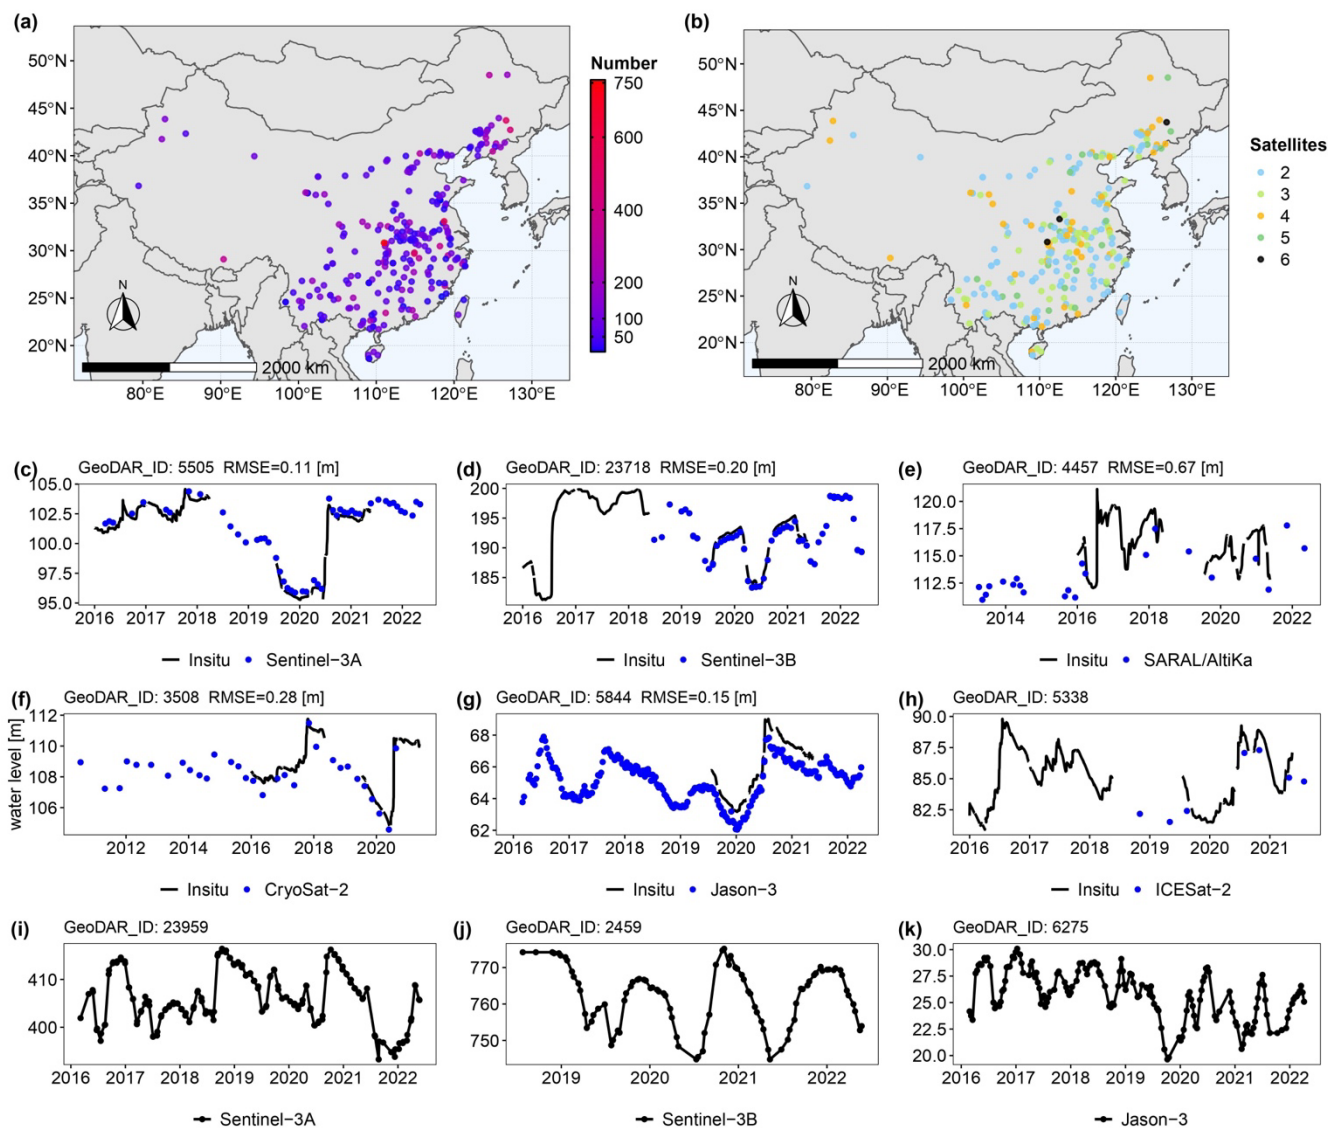 (a)
50°N
45°N
40°N
35°N
30°N
25°N
20°N
N
2000 km
80°E 90°E 100°E 110°E 120°E 130°E
Number
750
600
400
200
100
50
(b)
50°N
45°N
40°N
35°N
30°N
25°N
20°N
N
2000 km
80°E 90°E 100°E 110°E 120°E 130°E
Satellites
2
3
4
5
6
(c) GeoDAR_ID: 5505 RMSE=0.11 [m]
105.0
102.5
100.0
97.5
95.0
2016 2017 2018 2019 2020 2021 2022
Insitu Sentinel−3A
(d) GeoDAR_ID: 23718 RMSE=0.20 [m]
200
195
190
185
2016 2017 2018 2019 2020 2021 2022
Insitu Sentinel−3B
(e) GeoDAR_ID: 4457 RMSE=0.67 [m]
120.0
117.5
115.0
112.5
2014 2016 2018 2020 2022
Insitu SARAL/AltiKa
water level [m]
(f) GeoDAR_ID: 3508 RMSE=0.28 [m]
112
110
108
106
2012 2014 2016 2018 2020
Insitu CryoSat−2
(g) GeoDAR_ID: 5844 RMSE=0.15 [m]
68
66
64
62
2016 2017 2018 2019 2020 2021 2022
Insitu Jason−3
(h) GeoDAR_ID: 5338
90.0
87.5
85.0
82.5
2016 2017 2018 2019 2020 2021
Insitu ICESat−2
(i) GeoDAR_ID: 23959
410
400
2016 2017 2018 2019 2020 2021 2022
Sentinel−3A
(j) GeoDAR_ID: 2459
770
760
750
2019 2020 2021 2022
Sentinel−3B
(k) GeoDAR_ID: 6275
30.0
27.5
25.0
22.5
20.0
2016 2017 2018 2019 2020 2021 2022
Jason−3